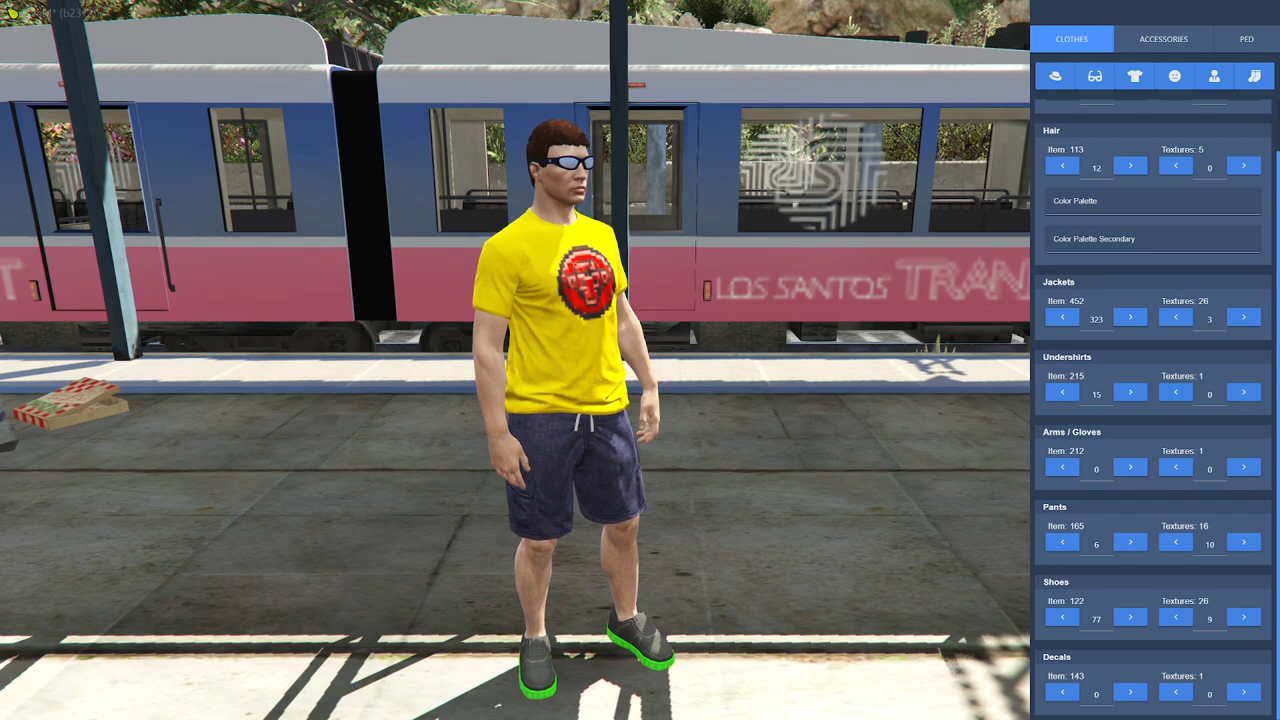 (b23
CLOTHES
ACCESSORIES
PED
Hair
Item: 113
Textures: 5
12
0
Color Palette
Color Palette Secondary
Jackets
Item: 452
Textures: 26
323
3
Undershirts
Item: 215
Textures: 1
15
0
Arms / Gloves
Item: 212
Textures: 1
0
0
Pants
Item: 165
Textures: 16
6
10
Shoes
Item: 122
Textures: 26
77
9
Decals
Item: 143
Textures: 1
0
0
T
LOS SANTOS TRAN